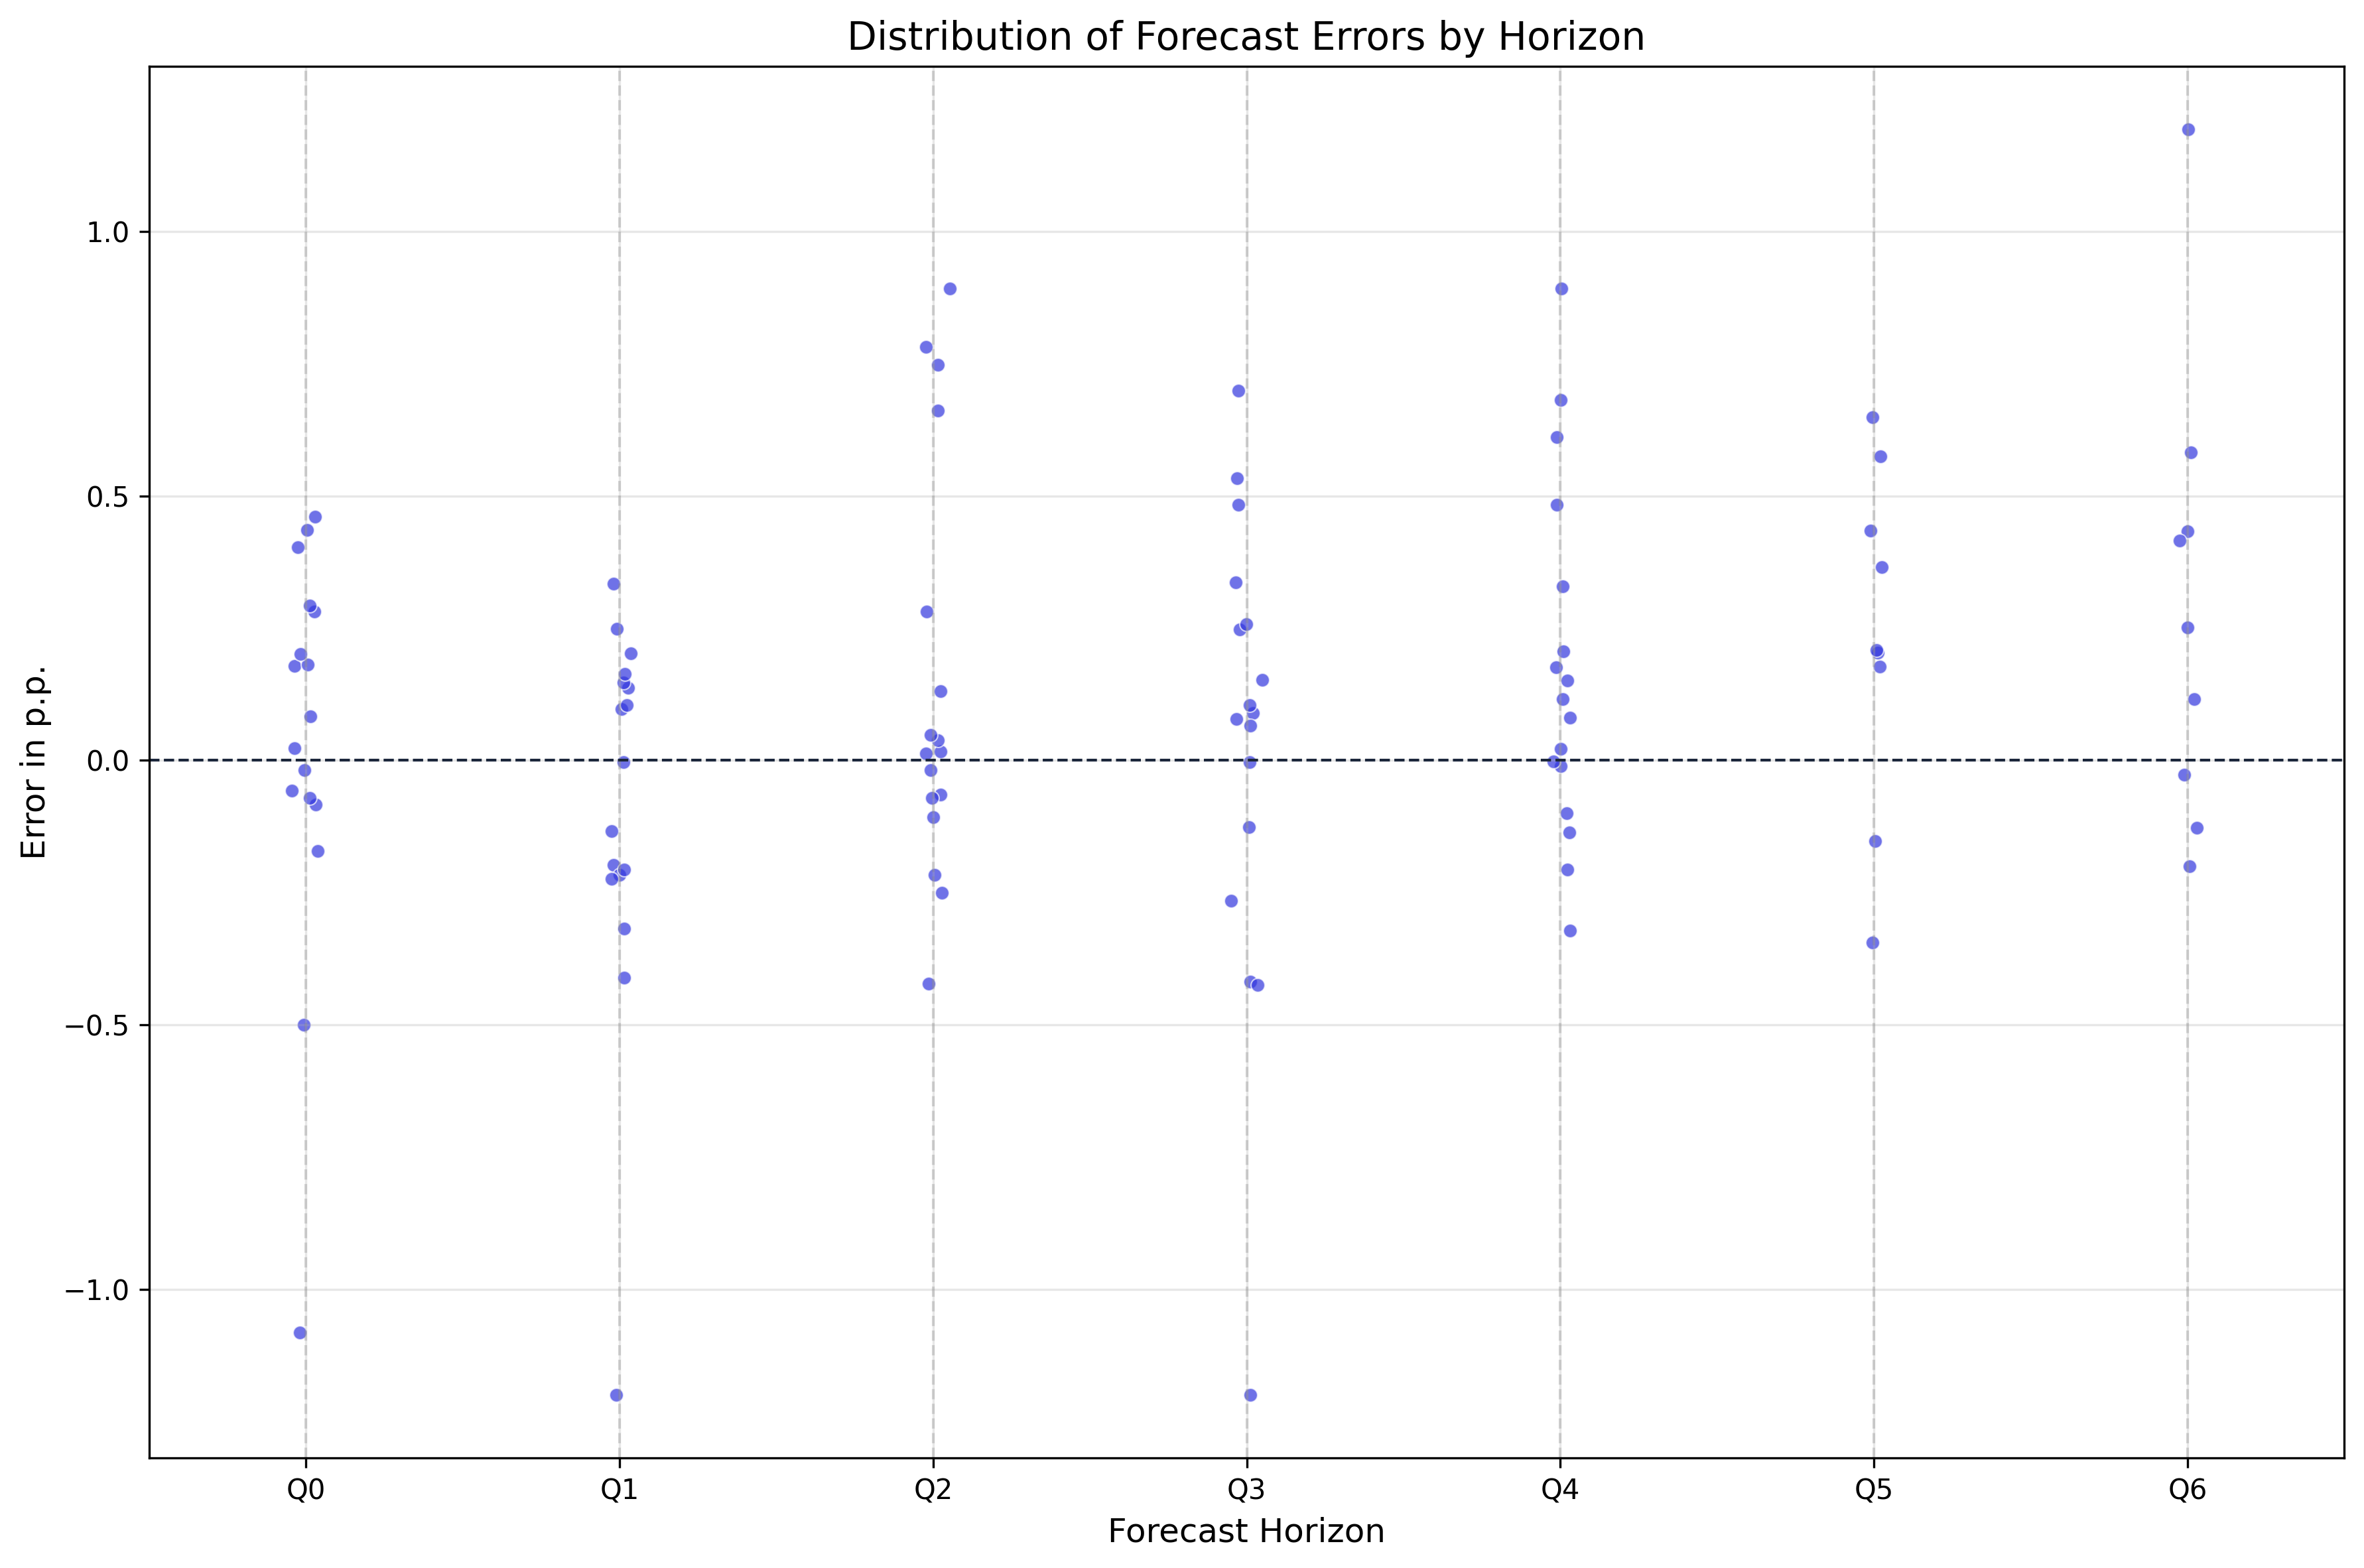 Distribution of Forecast Errors by Horizon
Error in p.p.
1.0
0.5
0.0
−0.5
−1.0
Q0 Q1 Q2 Q3 Q4 Q5 Q6
Forecast Horizon